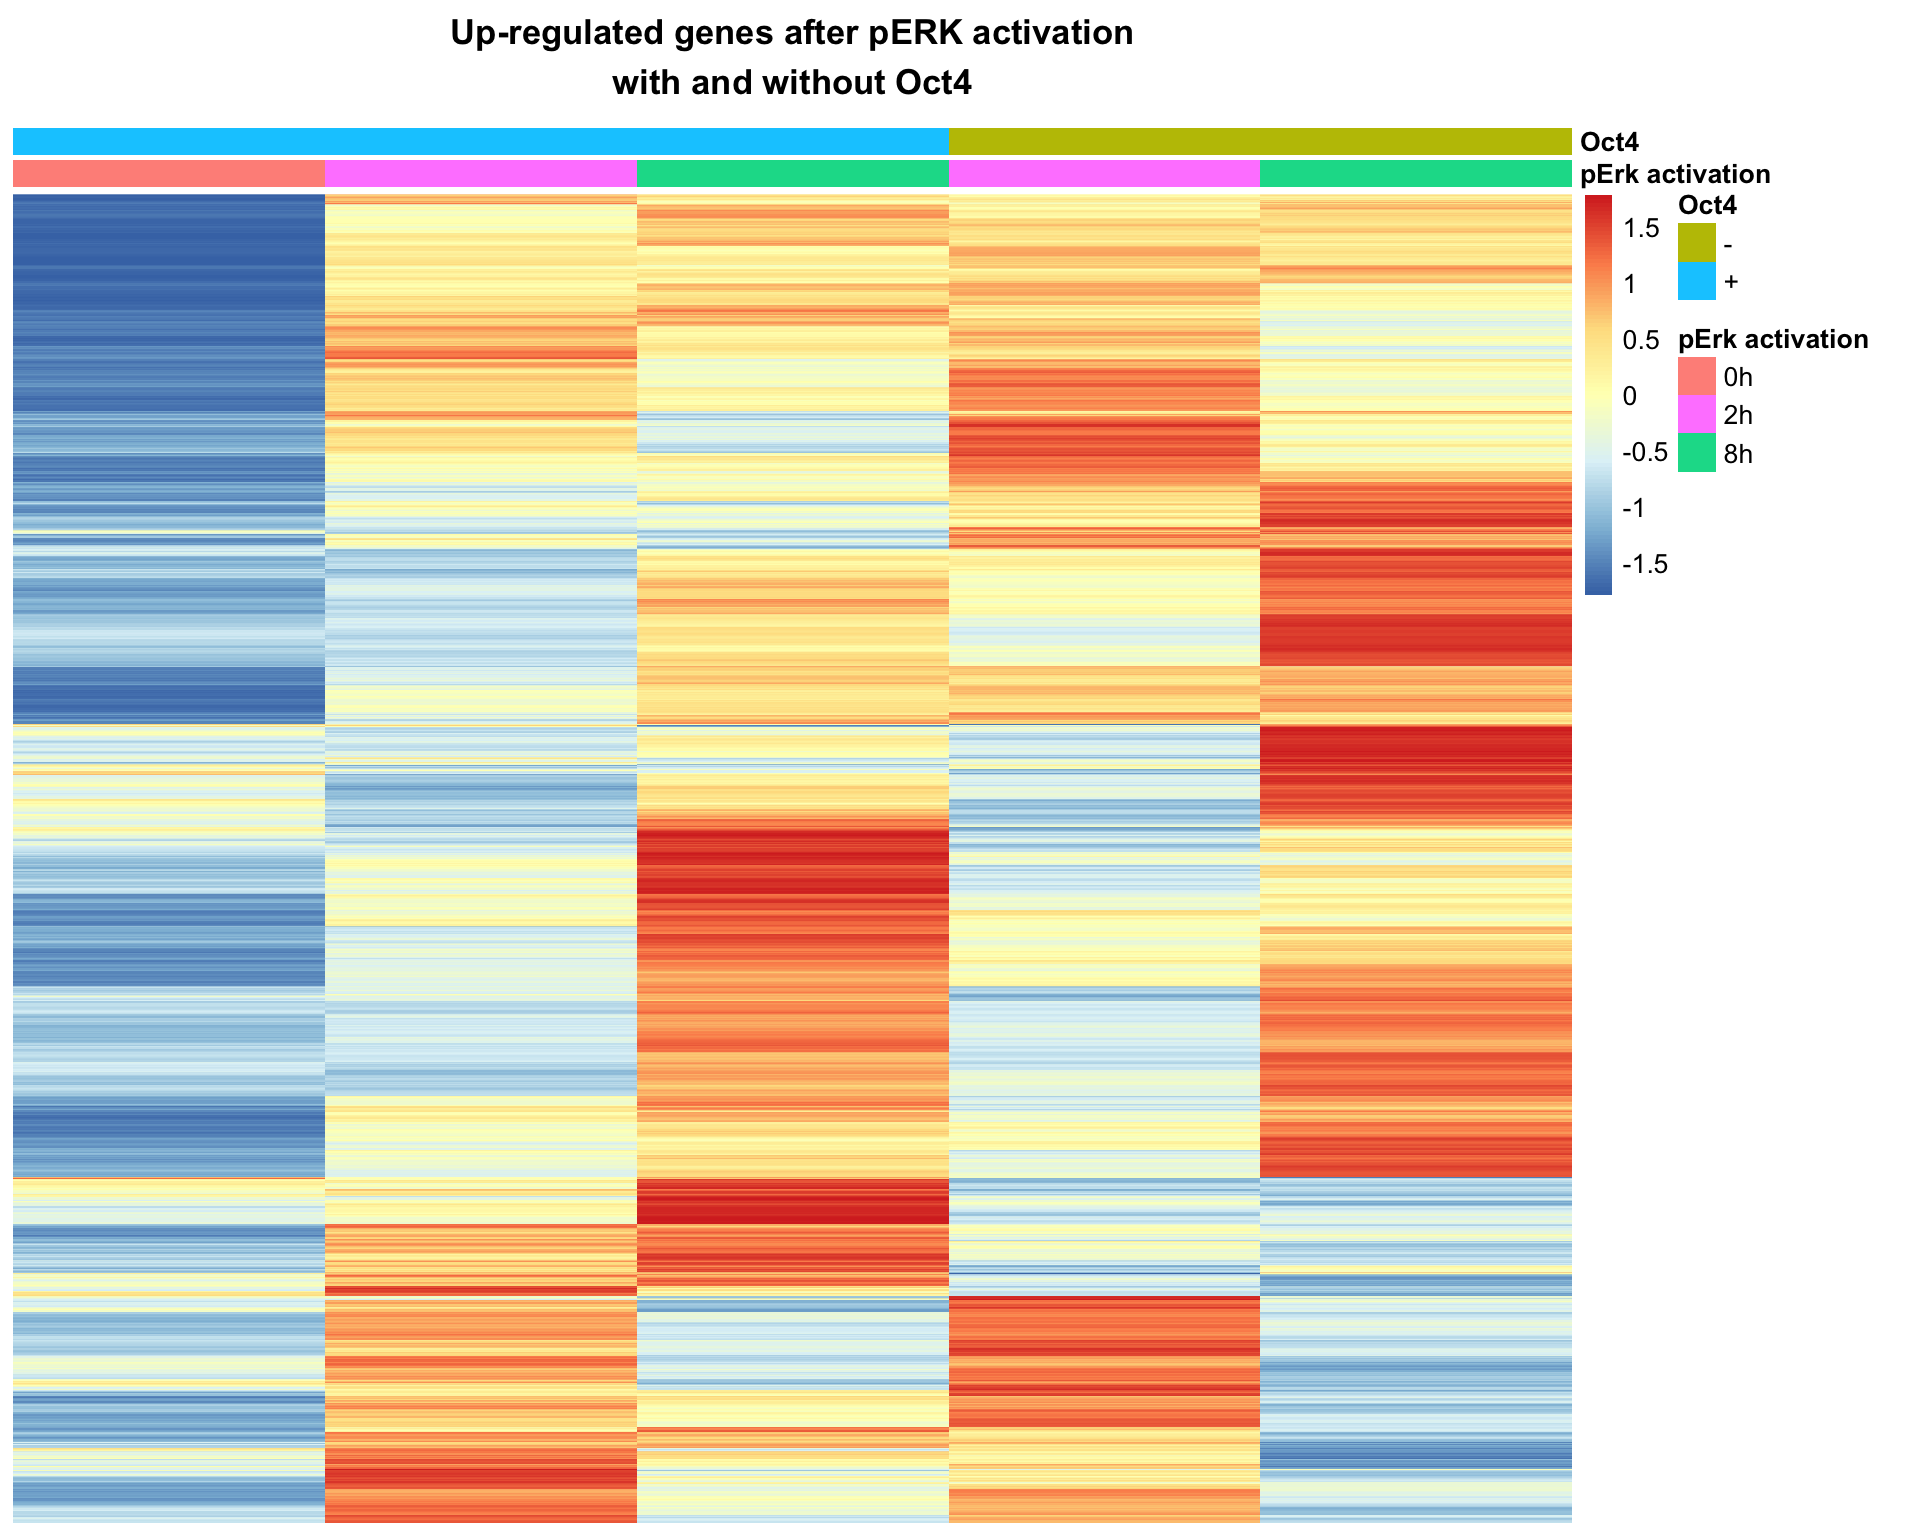 Up-regulated genes after pERK activation
with and without Oct4
Oct4
pErk activation
1.5
1
0.5
0
-0.5
-1
-1.5
Oct4
-
+
pErk activation
0h
2h
8h